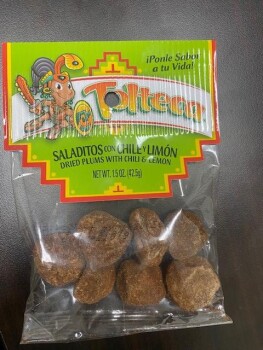 ¡Ponle Sabor
a tu Vida!
Tolteca
SALADITOS CON CHILE Y LIMÓN
DRIED PLUMS WITH CHILI & LEMON
NET WT. 1.5 OZ. (42.5g)